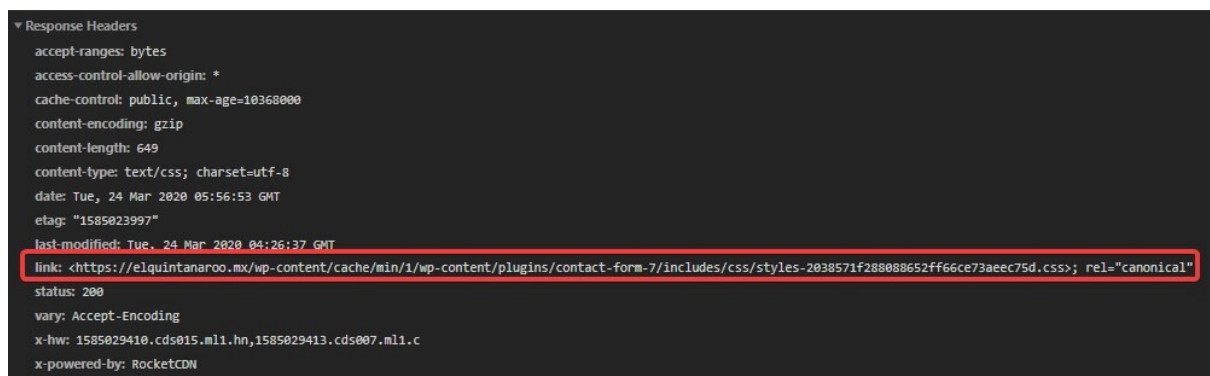 ▼ Response Headers
accept-ranges: bytes
access-control-allow-origin: *
cache-control: public, max-age=10368000
content-encoding: gzip
content-length: 649
content-type: text/css; charset=utf-8
date: Tue, 24 Mar 2020 05:56:53 GMT
etag: "1585023997"
last-modified: Tue, 24 Mar 2020 04:26:37 GMT
link: <https://elquintanaroo.mx/wp-content/cache/min/1/wp-content/plugins/contact-form-7/includes/css/styles-2038571f288088652ff66ce73aeec75d.css>; rel="canonical"
status: 200
vary: Accept-Encoding
x-hw: 1585029410.cds015.ml1.hn,1585029413.cds007.ml1.c
x-powered-by: RocketCDN